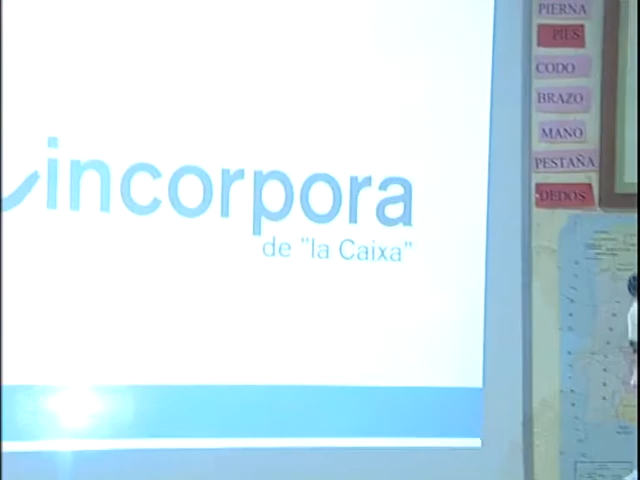 incorpora
de "la Caixa"
PIERNA
PIES
CODO
BRAZO
MANO
PESTAÑA
DEDOS